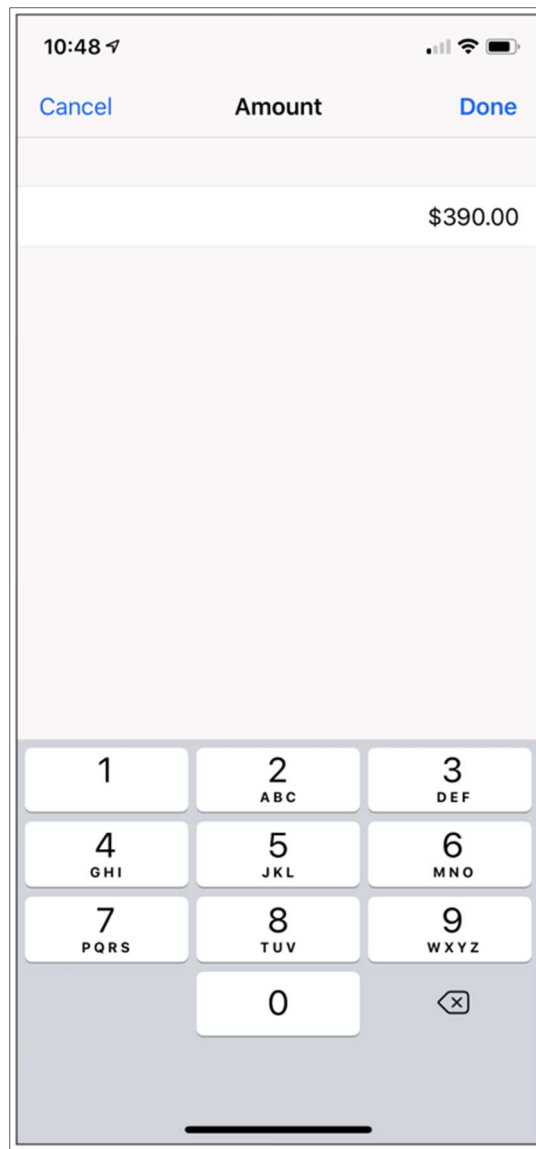 10:48
Cancel Amount Done
$390.00
1 2 3
ABC DEF
4 5 6
GHI JKL MNO
7 8 9
PQRS TUV WXYZ
0